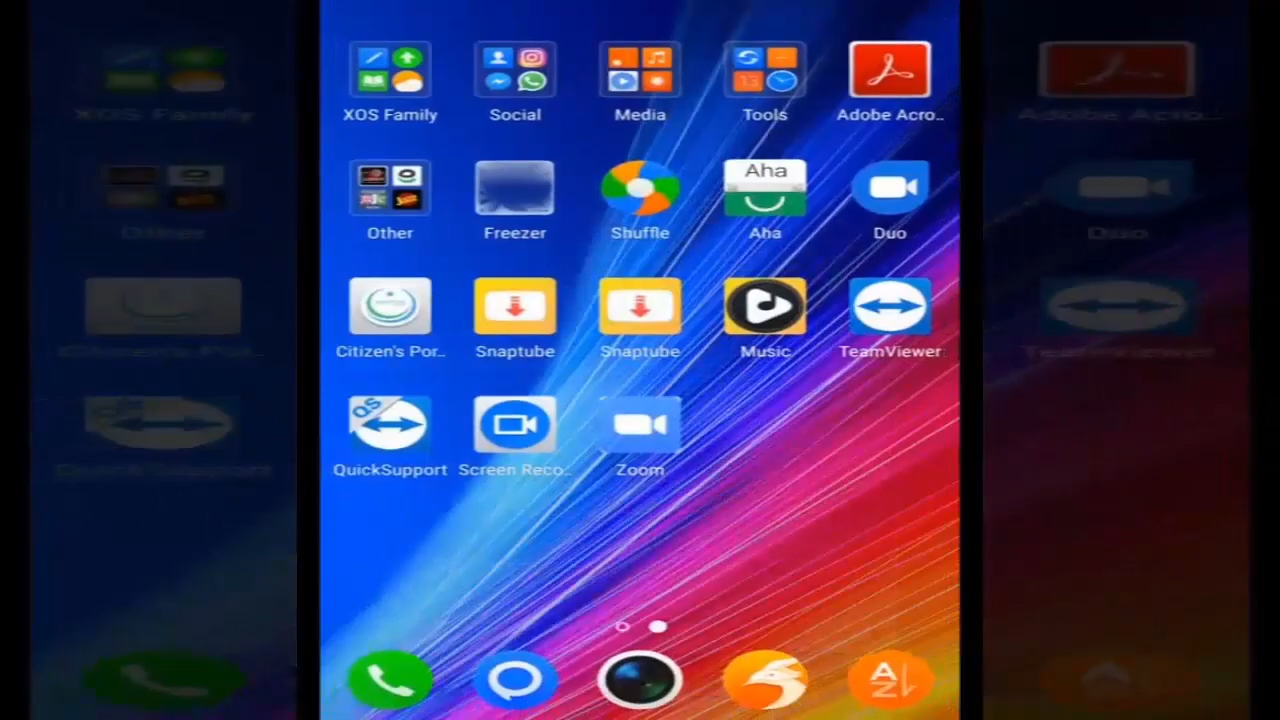 XOS Family Social Media Tools Adobe Acro..
Aha
Other Freezer Shuffle Aha Duo
Citizen's Por.. Snaptube Snaptube Music TeamViewer
QS
QuickSupport Screen Reco.. Zoom
A
Z